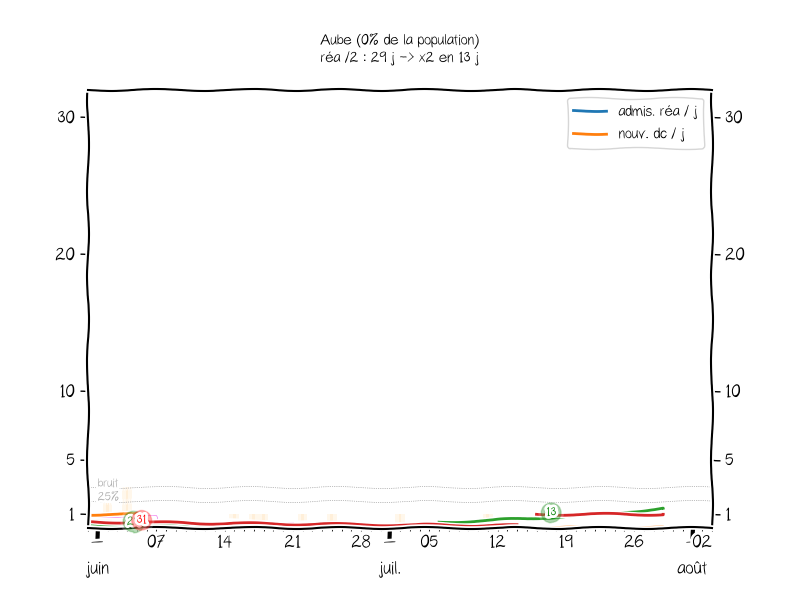 Aube (0% de la population)
réa /2 : 29 j -> x2 en 13 j
admis. réa / j
nouv. dc / j
30
30
20
20
10
10
5
5
bruit
25%
1
1
31
13
07
14
21
28
05
12
19
26
02
juin
juil.
août